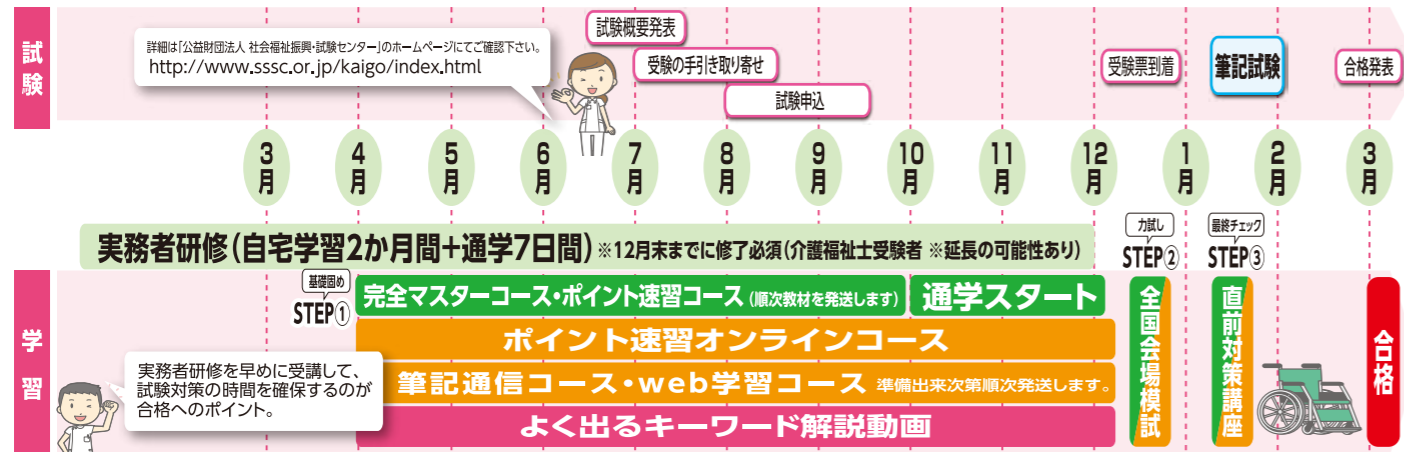 試験
詳細は「公益財団法人 社会福祉振興・試験センター」のホームページにてご確認下さい。
http://www.sssc.or.jp/kaigo/index.html
試験概要発表
受験の手引き取り寄せ
試験申込
受験票到着
筆記試験
合格発表
3月
4月
5月
6月
7月
8月
9月
10月
11月
12月
1月
2月
3月
実務者研修(自宅学習2か月間+通学7日間)※12月末までに修了必須(介護福祉士受験者 ※延長の可能性あり)
力試し
STEP②
最終チェック
STEP③
学習
基礎固め
STEP①
完全マスターコース・ポイント速習コース(順次教材を発送します)
通学スタート
ポイント速習オンラインコース
筆記通信コース・web学習コース 準備出来次第順次発送します。
よく出るキーワード解説動画
全国会場模試
直前対策講座
合格
実務者研修を早めに受講して、
試験対策の時間を確保するのが
合格へのポイント。